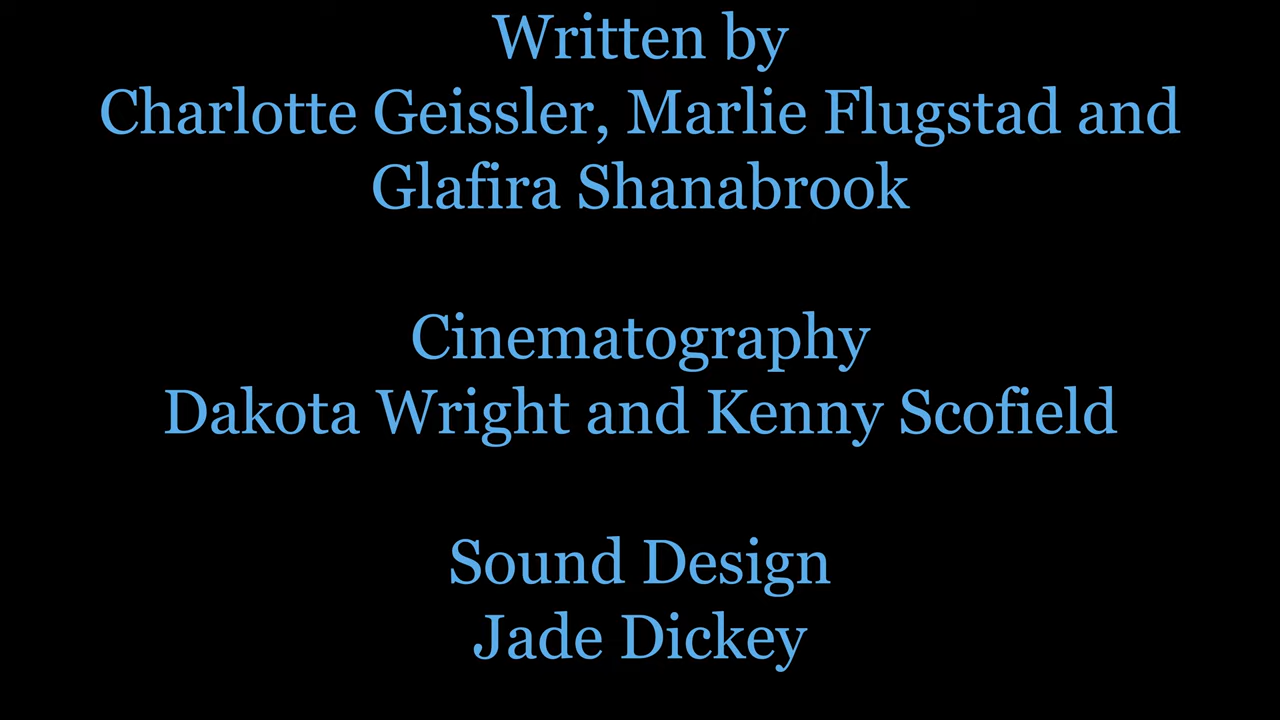 Written by
Charlotte Geissler, Marlie Flugstad and
Glafira Shanabrook
Cinematography
Dakota Wright and Kenny Scofield
Sound Design
Jade Dickey